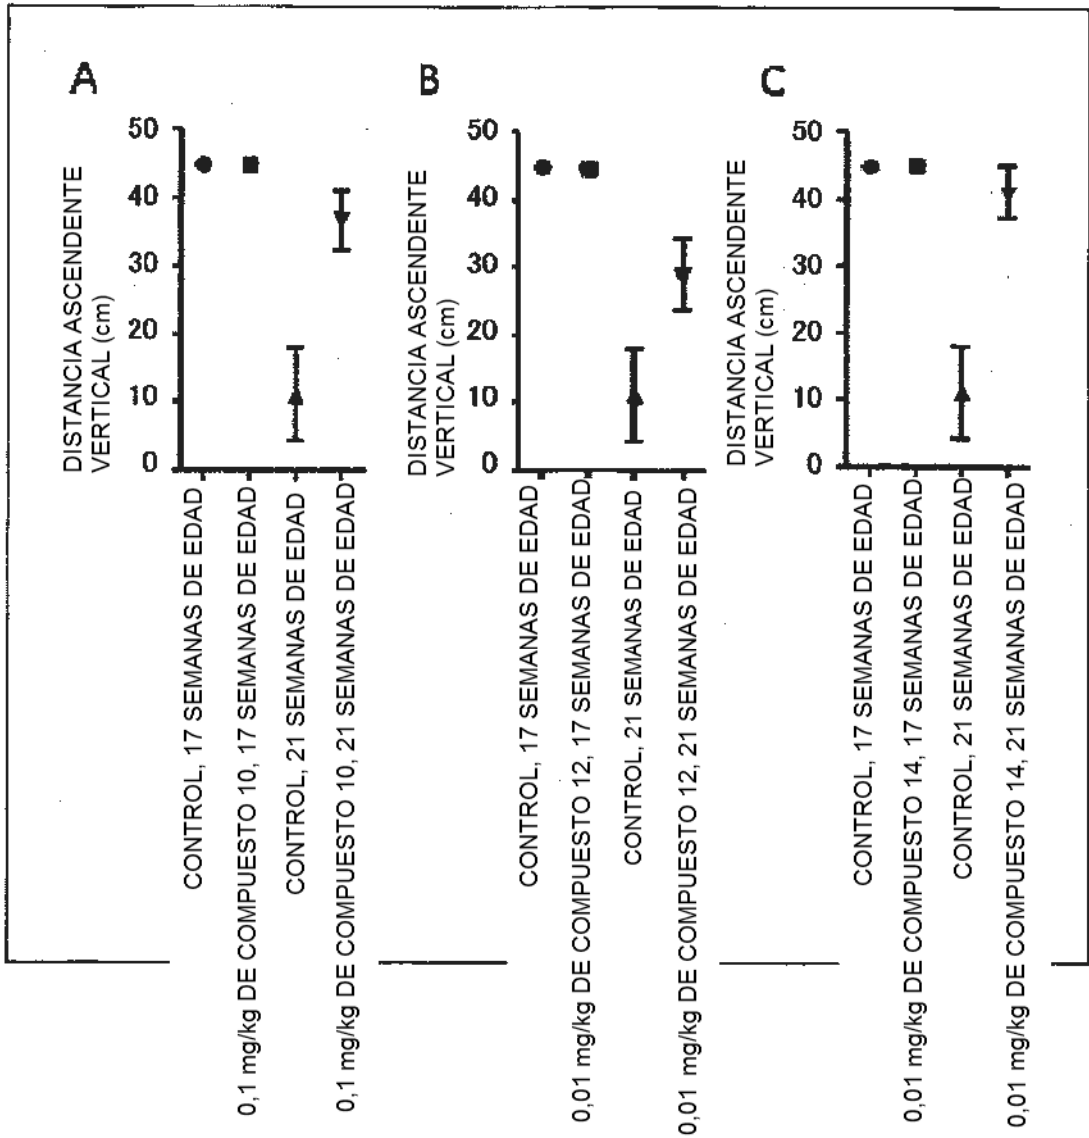 A
DISTANCIA ASCENDENTE
VERTICAL (cm)
50
40
30
20
10
0
CONTROL, 17 SEMANAS DE EDAD
0,1 mg/kg DE COMPUESTO 10, 17 SEMANAS DE EDAD
CONTROL, 21 SEMANAS DE EDAD
0,1 mg/kg DE COMPUESTO 10, 21 SEMANAS DE EDAD
B
DISTANCIA ASCENDENTE
VERTICAL (cm)
50
40
30
20
10
0
CONTROL, 17 SEMANAS DE EDAD
0,01 mg/kg DE COMPUESTO 12, 17 SEMANAS DE EDAD
CONTROL, 21 SEMANAS DE EDAD
0,01 mg/kg DE COMPUESTO 12, 21 SEMANAS DE EDAD
C
DISTANCIA ASCENDENTE
VERTICAL (cm)
50
40
30
20
10
0
CONTROL, 17 SEMANAS DE EDAD
0,01 mg/kg DE COMPUESTO 14, 17 SEMANAS DE EDAD
CONTROL, 21 SEMANAS DE EDAD
0,01 mg/kg DE COMPUESTO 14, 21 SEMANAS DE EDAD